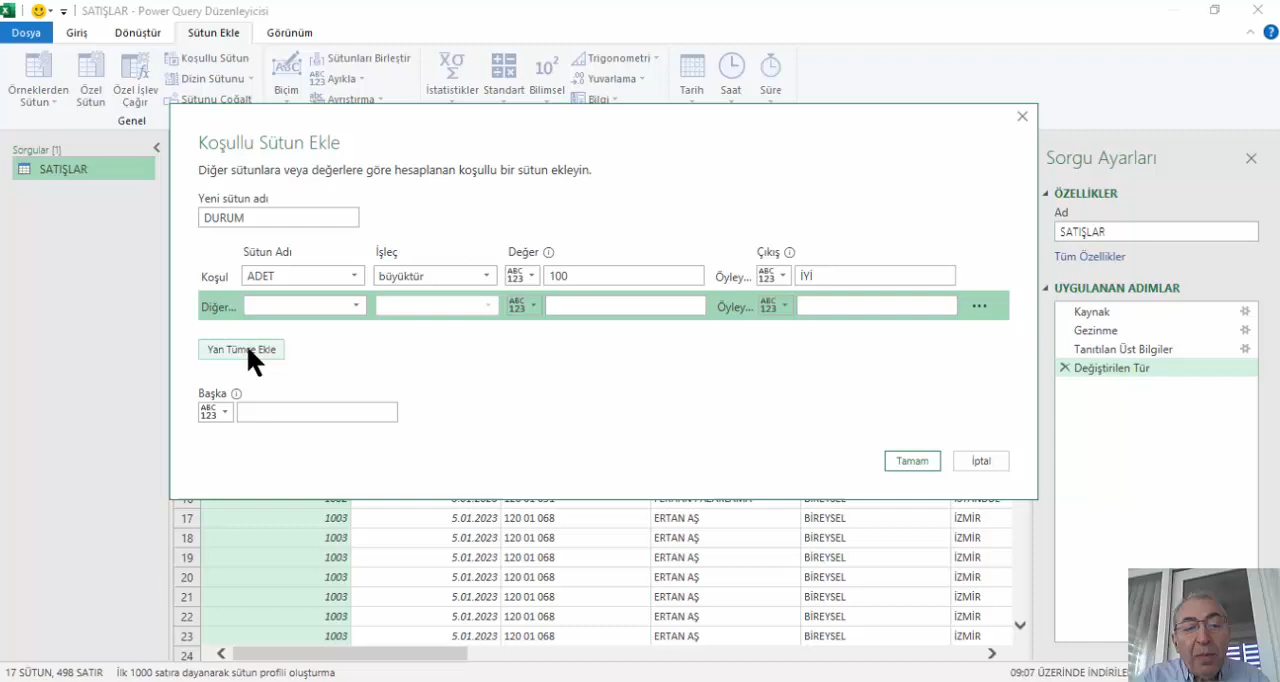 SATIŞLAR - Power Query Düzenleyicisi
Dosya Giriş Dönüştür Sütun Ekle Görünüm
Örneklerden Sütun
Özel Sütun
Özel İşlev Çağır
Koşullu Sütun
Dizin Sütunu
Sütunu Çoğalt
Genel
Biçim
Sütunları Birleştir
Ayıkla
Ayrıştırma
İstatistikler
Standart
Bilimsel
Trigonometri
Yuvarlama
Bilgi
Tarih
Saat
Süre
Sorgular [1]
SATIŞLAR
Koşullu Sütun Ekle
Diğer sütunlara veya değerlere göre hesaplanan koşullu bir sütun ekleyin.
Yeni sütun adı
DURUM
Sütun Adı İşleç Değer Çıkış
Koşul ADET büyüktür ABC 123 100 Öyley... ABC 123 İYİ
Diğer... ABC 123 Öyley... ABC 123 ...
Yan Tümce Ekle
Başka
ABC 123
Tamam İptal
17 1003 5.01.2023 120 01 068 ERTAN AŞ BİREYSEL İZMİR
18 1003 5.01.2023 120 01 068 ERTAN AŞ BİREYSEL İZMİR
19 1003 5.01.2023 120 01 068 ERTAN AŞ BİREYSEL İZMİR
20 1003 5.01.2023 120 01 068 ERTAN AŞ BİREYSEL İZMİR
21 1003 5.01.2023 120 01 068 ERTAN AŞ BİREYSEL İZMİR
22 1003 5.01.2023 120 01 068 ERTAN AŞ BİREYSEL İZMİR
23 1003 5.01.2023 120 01 068 ERTAN AŞ BİREYSEL İZMİR
24
Sorgu Ayarları
ÖZELLİKLER
Ad
SATIŞLAR
Tüm Özellikler
UYGULANAN ADIMLAR
Kaynak
Gezinme
Tanıtılan Üst Bilgiler
Değiştirilen Tür
17 SÜTUN, 498 SATIR İlk 1000 satıra dayanarak sütun profili oluşturma
09:07 ÜZERİNDE İNDİRİLE